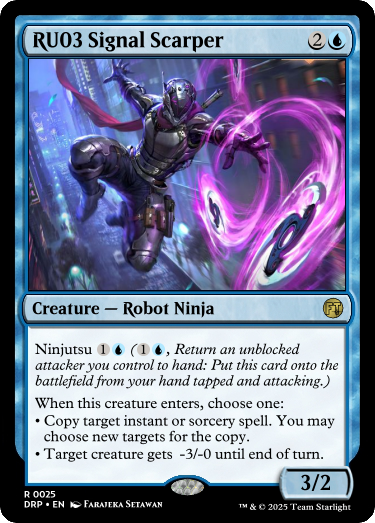 RU03 Signal Scarper 2
Creature — Robot Ninja FT
Ninjutsu 1 (1, Return an unblocked
attacker you control to hand: Put this card onto the
battlefield from your hand tapped and attacking.)
When this creature enters, choose one:
• Copy target instant or sorcery spell. You may
choose new targets for the copy.
• Target creature gets -3/-0 until end of turn.
3/2
R 0025
DRP • EN Farajeka Setawan
™ & © 2025 Team Starlight